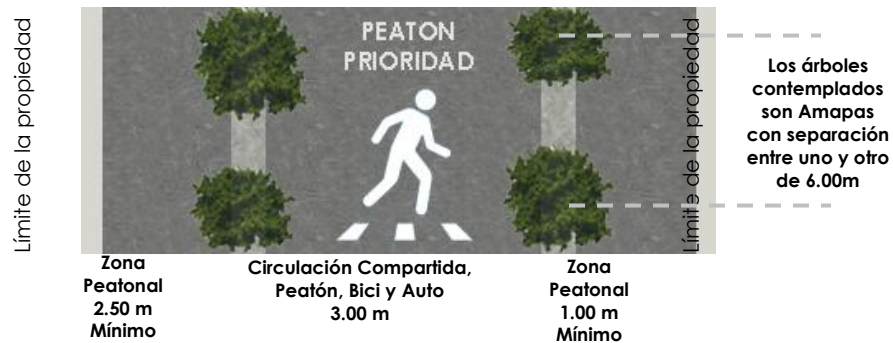 Límite de la propiedad
PEATON
PRIORIDAD
Límite de la propiedad
Los árboles
contemplados
son Amapas
con separación
entre uno y otro
de 6.00m
Zona
Peatonal
2.50 m
Mínimo
Circulación Compartida,
Peatón, Bici y Auto
3.00 m
Zona
Peatonal
1.00 m
Mínimo